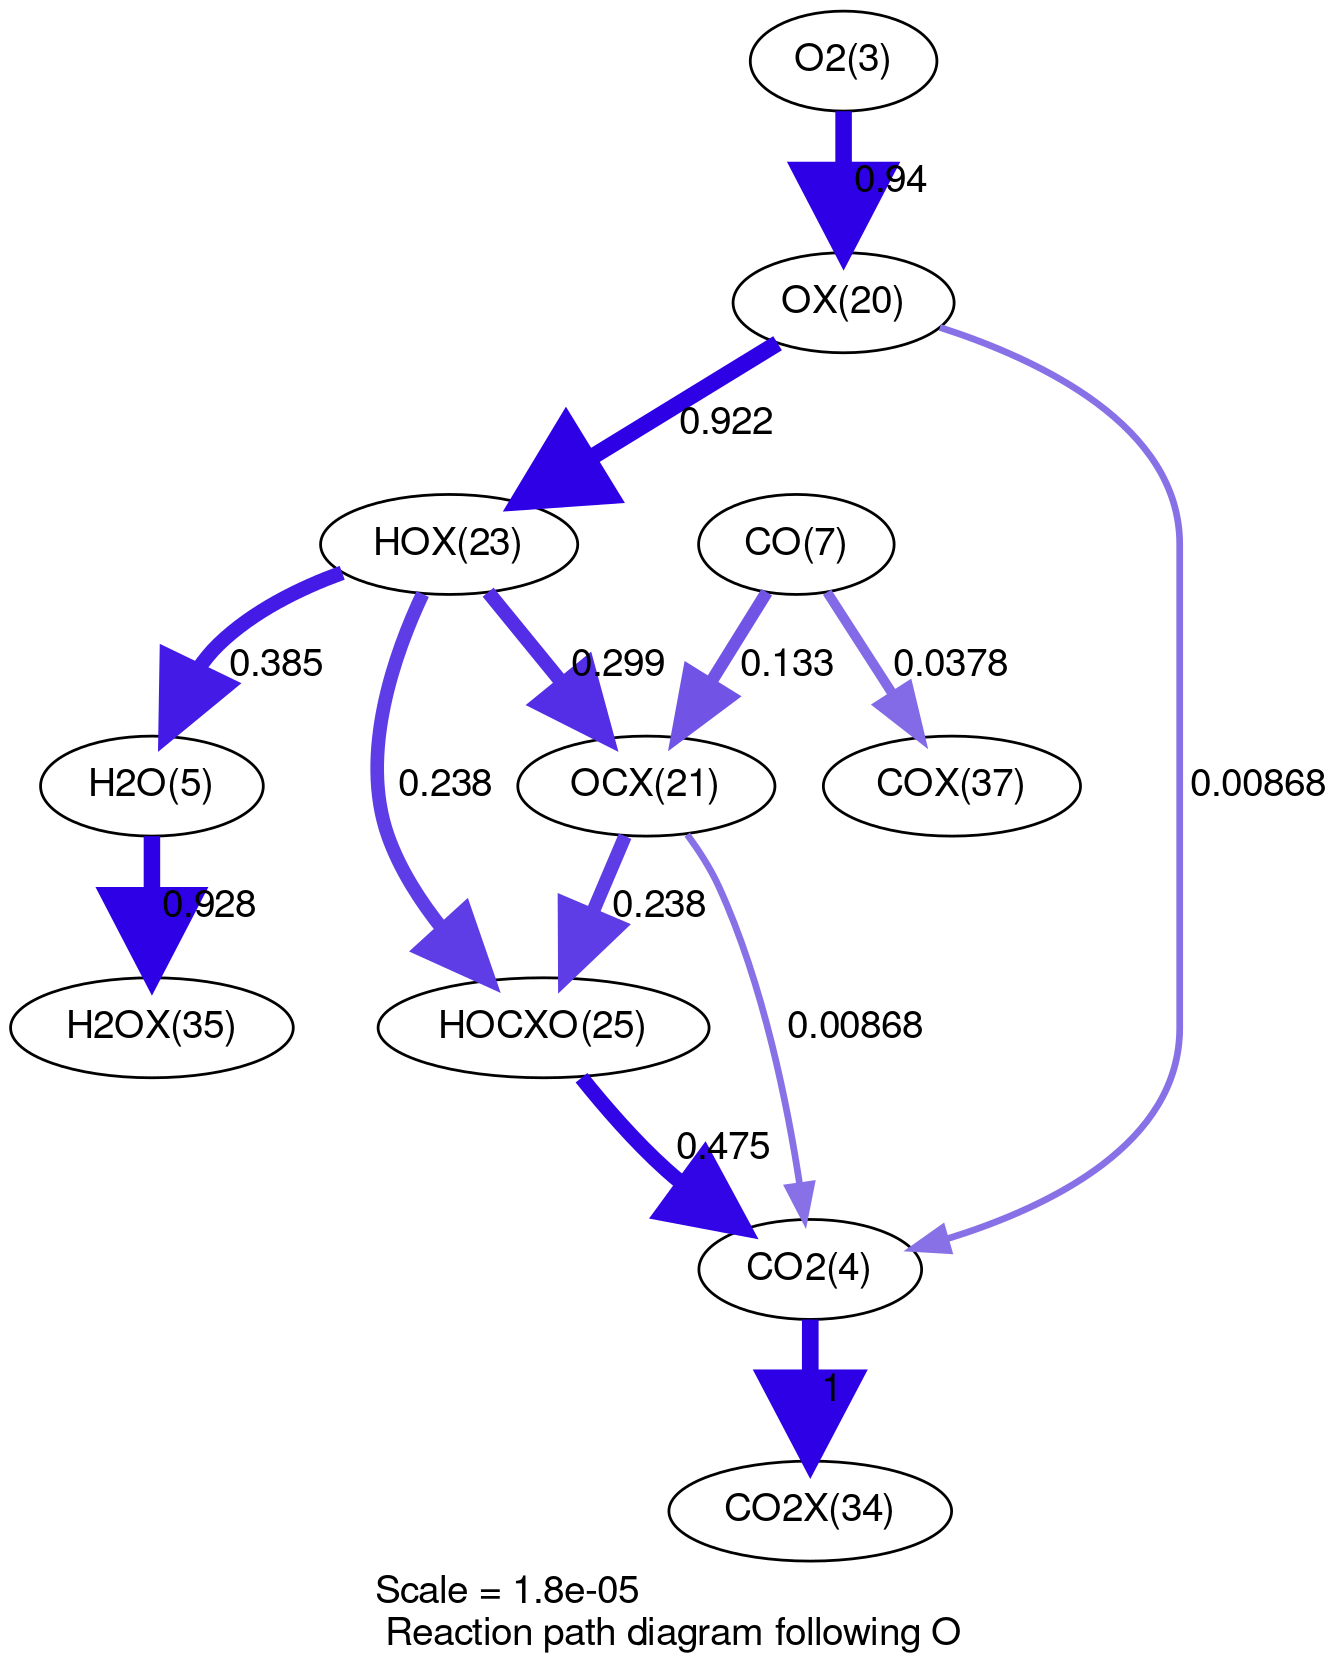 O2(3)
0.94
OX(20)
0.922
HOX(23)
CO(7)
0.385
0.299
0.133
0.0378
H2O(5)
0.238
OCX(21)
COX(37)
0.00868
0.928
0.238
H2OX(35)
HOCXO(25)
0.00868
0.475
CO2(4)
1
CO2X(34)
Scale = 1.8e-05
Reaction path diagram following O